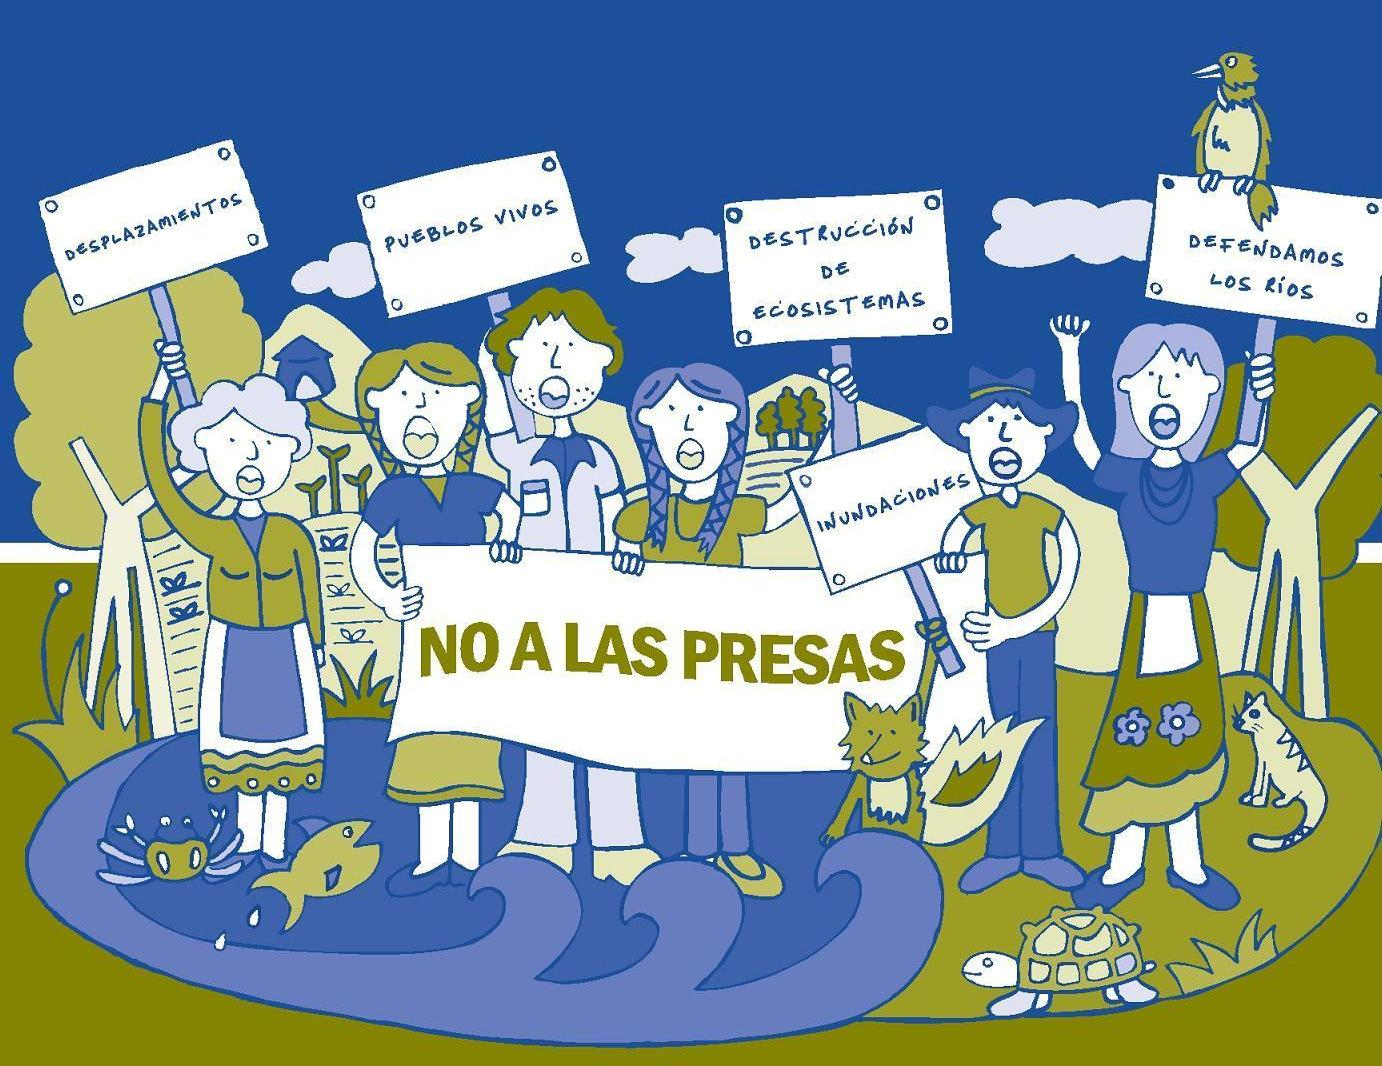 DESPLAZAMIENTOS
PUEBLOS VIVOS
DESTRUCCIÓN
DE
ECOSISTEMAS
DEFENDAMOS
LOS RÍOS
INUNDACIONES
NO A LAS PRESAS